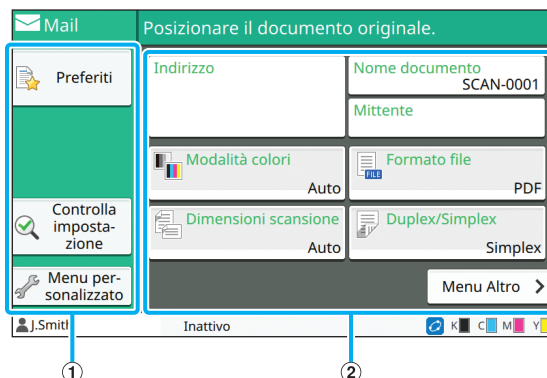 Mail
Posizionare il documento originale.
Preferiti
Controlla
imposta-
zione
Menu per-
sonalizzato
Indirizzo
Nome documento
SCAN-0001
Mittente
Modalità colori
Auto
Formato file
FILE
PDF
Dimensioni scansione
Auto
Duplex/Simplex
Simplex
Menu Altro
J.Smith
Inattivo
K C M Y
1
2